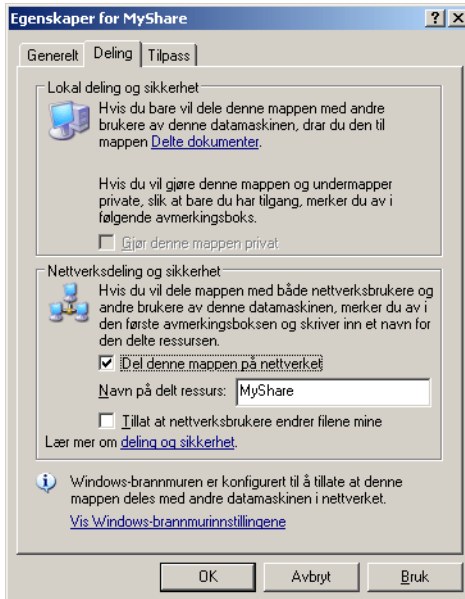 Egenskaper for MyShare
Generelt Deling Tilpass
Lokal deling og sikkerhet
Hvis du bare vil dele denne mappen med andre
brukere av denne datamaskinen, drar du den til
mappen Delte dokumenter.
Hvis du vil gjøre denne mappen og undermapper
private, slik at bare du har tilgang, merker du av i
følgende avmerkingsboks.
Gjør denne mappen privat
Nettverksdeling og sikkerhet
Hvis du vil dele mappen med både nettverksbrukere og
andre brukere av denne datamaskinen, merker du av i
den første avmerkingsboksen og skriver inn et navn for
den delte ressursen.
Del denne mappen på nettverket
Navn på delt ressurs: MyShare
Tillat at nettverksbrukere endrer filene mine
Lær mer om deling og sikkerhet.
Windows-brannmuren er konfigurert til å tillate at denne
mappen deles med andre datamaskinen i nettverket.
Vis Windows-brannmurinnstillingene
OK Avbryt Bruk